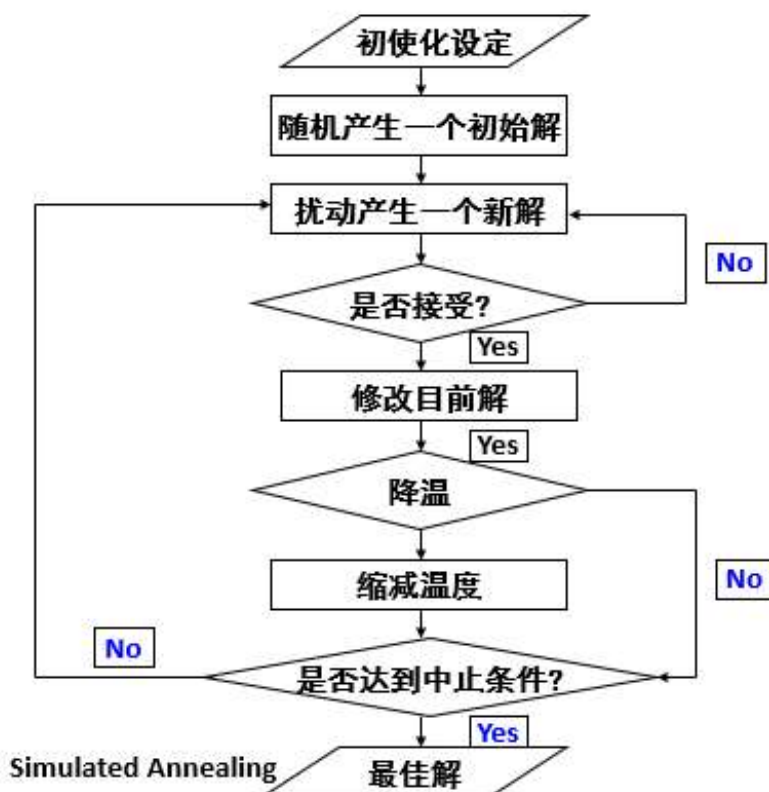 初使化设定
随机产生一个初始解
扰动产生一个新解
No
是否接受?
Yes
修改目前解
Yes
降温
No
缩减温度
No
是否达到中止条件?
Yes
Simulated Annealing
最佳解